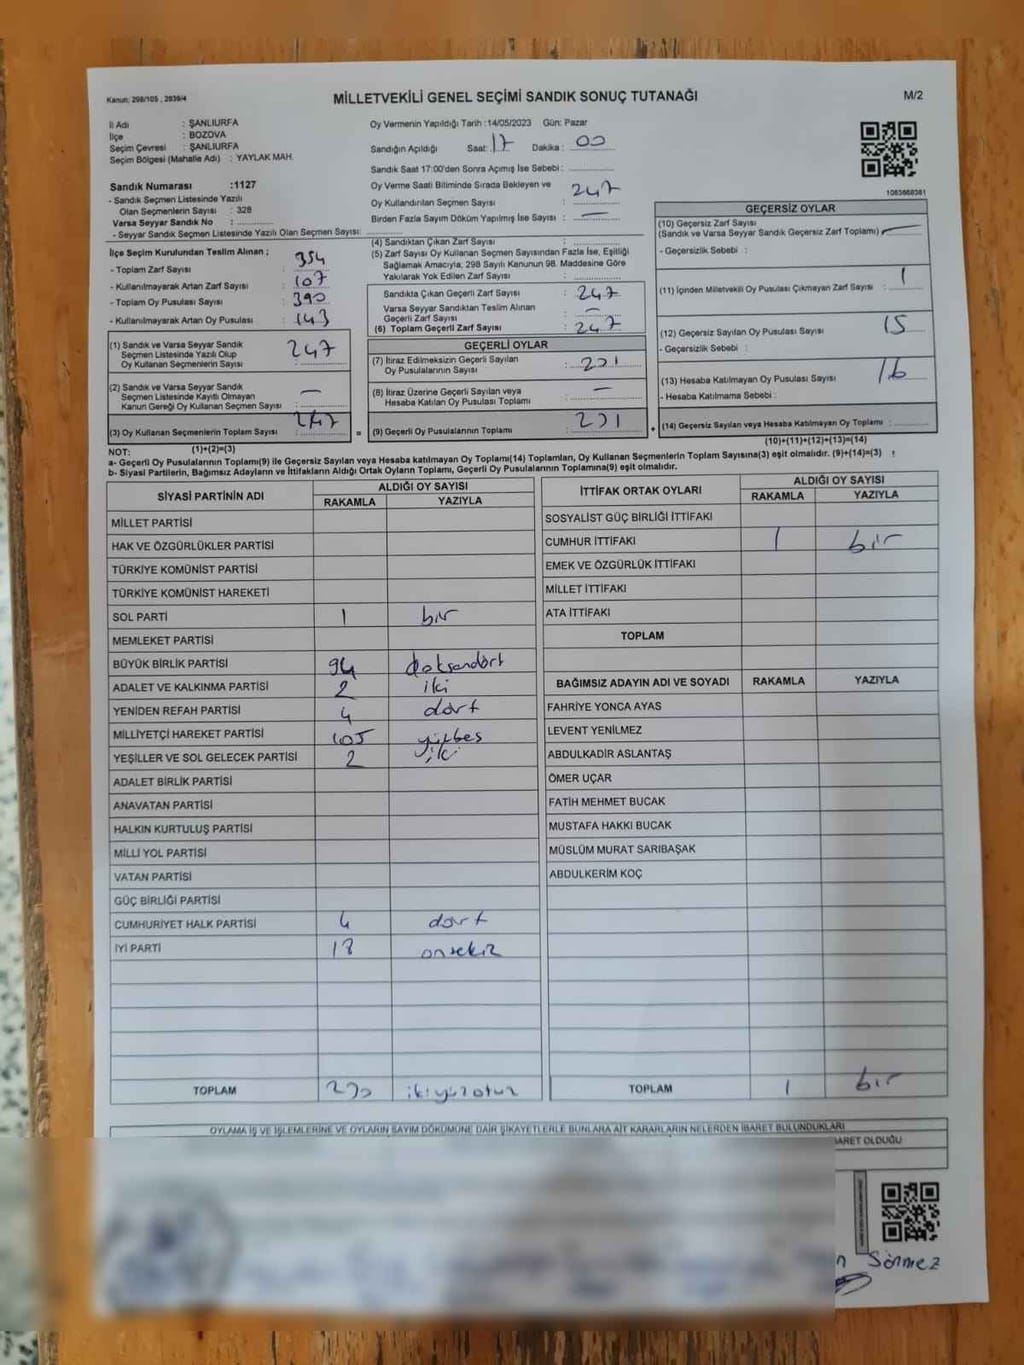 Kanun: 298/105 , 2839/4
MİLLETVEKİLİ GENEL SEÇİMİ SANDIK SONUÇ TUTANAĞI
M/2
İl Adı : ŞANLIURFA
İlçe : BOZOVA
Seçim Çevresi : ŞANLIURFA
Seçim Bölgesi (Mahalle Adı) : YAYLAK MAH.
Sandık Numarası :1127
- Sandık Seçmen Listesinde Yazılı
Olan Seçmenlerin Sayısı : 328
Varsa Seyyar Sandık No :
- Seyyar Sandık Seçmen Listesinde Yazılı Olan Seçmen Sayısı:
Oy Vermenin Yapıldığı Tarih :14/05/2023 Gün: Pazar
Sandığın Açıldığı Saat: 17 Dakika : 00
Sandık Saat 17:00'den Sonra Açımış İse Sebebi :
Oy Verme Saati Bitiminde Sırada Bekleyen ve
Oy Kullandırılan Seçmen Sayısı : 247
Birden Fazla Sayım Döküm Yapılmış İse Sayısı : —
1083668381
İlçe Seçim Kurulundan Teslim Alınan ;
- Toplam Zarf Sayısı : 354
- Kullanılmayarak Artan Zarf Sayısı : 107
- Toplam Oy Pusulası Sayısı : 390
- Kullanılmayarak Artan Oy Pusulası : 143
(1) Sandık ve Varsa Seyyar Sandık
Seçmen Listesinde Yazılı Olup
Oy Kullanan Seçmenlerin Sayısı : 247
(2) Sandık ve Varsa Seyyar Sandık
Seçmen Listesinde Kayıtlı Olmayan
Kanun Gereği Oy Kullanan Seçmen Sayısı : —
(3) Oy Kullanan Seçmenlerin Toplam Sayısı : 247
(4) Sandıktan Çıkan Zarf Sayısı :
(5) Zarf Sayısı Oy Kullanan Seçmen Sayısından Fazla İse, Eşitliği
Sağlamak Amacıyla, 298 Sayılı Kanunun 98. Maddesine Göre
Yakılarak Yok Edilen Zarf Sayısı :
Sandıkta Çıkan Geçerli Zarf Sayısı : 247
Varsa Seyyar Sandıktan Teslim Alınan
Geçerli Zarf Sayısı : —
(6) Toplam Geçerli Zarf Sayısı : 247
GEÇERLİ OYLAR
(7) İtiraz Edilmeksizin Geçerli Sayılan
Oy Pusulalarının Sayısı : 231
(8) İtiraz Üzerine Geçerli Sayılan veya
Hesaba Katılan Oy Pusulası Toplamı : —
(9) Geçerli Oy Pusulalarının Toplamı : 231
GEÇERSİZ OYLAR
(10) Geçersiz Zarf Sayısı
(Sandık ve Varsa Seyyar Sandık Geçersiz Zarf Toplamı) : —
- Geçersizlik Sebebi :
(11) İçinden Milletvekili Oy Pusulası Çıkmayan Zarf Sayısı : 1
(12) Geçersiz Sayılan Oy Pusulası Sayısı : 15
- Geçersizlik Sebebi :
(13) Hesaba Katılmayan Oy Pusulası Sayısı : 16
- Hesaba Katılmama Sebebi :
(14) Geçersiz Sayılan veya Hesaba Katılmayan Oy Toplamı :
NOT: (1)+(2)=(3)
(10)+(11)+(12)+(13)=(14)
a- Geçerli Oy Pusulalarının Toplamı(9) ile Geçersiz Sayılan veya Hesaba katılmayan Oy Toplamı(14) Toplamları, Oy Kullanan Seçmenlerin Toplam Sayısına(3) eşit olmalıdır. (9)+(14)=(3) !
b- Siyasi Partilerin, Bağımsız Adayların ve İttifakların Aldığı Ortak Oyların Toplamı, Geçerli Oy Pusulalarının Toplamına(9) eşit olmalıdır.
SİYASİ PARTİNİN ADI ALDIĞI OY SAYISI
RAKAMLA YAZIYLA
MİLLET PARTİSİ
HAK VE ÖZGÜRLÜKLER PARTİSİ
TÜRKİYE KOMÜNİST PARTİSİ
TÜRKİYE KOMÜNİST HAREKETİ
SOL PARTİ 1 bir
MEMLEKET PARTİSİ
BÜYÜK BİRLİK PARTİSİ 94 doksandört
ADALET VE KALKINMA PARTİSİ 2 iki
YENİDEN REFAH PARTİSİ 4 dört
MİLLİYETÇİ HAREKET PARTİSİ 105 yüzbeş
YEŞİLLER VE SOL GELECEK PARTİSİ 2 iki
ADALET BİRLİK PARTİSİ
ANAVATAN PARTİSİ
HALKIN KURTULUŞ PARTİSİ
MİLLİ YOL PARTİSİ
VATAN PARTİSİ
GÜÇ BİRLİĞİ PARTİSİ
CUMHURİYET HALK PARTİSİ 4 dört
İYİ PARTİ 18 onsekiz
TOPLAM 230 ikiyüzotuz
İTTİFAK ORTAK OYLARI ALDIĞI OY SAYISI
RAKAMLA YAZIYLA
SOSYALİST GÜÇ BİRLİĞİ İTTİFAKI
CUMHUR İTTİFAKI 1 bir
EMEK VE ÖZGÜRLÜK İTTİFAKI
MİLLET İTTİFAKI
ATA İTTİFAKI
TOPLAM
BAĞIMSIZ ADAYIN ADI VE SOYADI RAKAMLA YAZIYLA
FAHRİYE YONCA AYAS
LEVENT YENİLMEZ
ABDULKADİR ASLANTAŞ
ÖMER UÇAR
FATİH MEHMET BUCAK
MUSTAFA HAKKI BUCAK
MÜSLÜM MURAT SARIBAŞAK
ABDULKERİM KOÇ
TOPLAM 1 bir
OYLAMA İŞ VE İŞLEMLERİNE VE OYLARIN SAYIM DÖKÜMÜNE DAİR ŞİKAYETLERLE BUNLARA AİT KARARLARIN NELERDEN İBARET BULUNDUKLARI
BARET OLDUĞU
n Sönmez